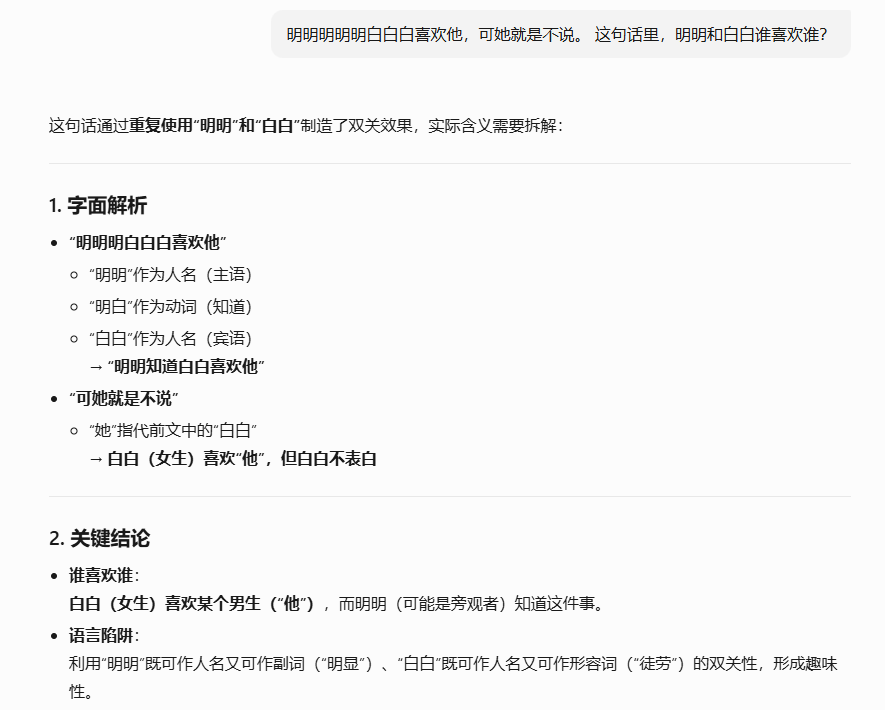 明明明明明白白白喜欢他，可她就是不说。 这句话里，明明和白白谁喜欢谁？
这句话通过重复使用“明明”和“白白”制造了双关效果，实际含义需要拆解：
1. 字面解析
• “明明明白白白喜欢他”
○ “明明”作为人名（主语）
○ “明白”作为动词（知道）
○ “白白”作为人名（宾语）
→ “明明知道白白喜欢他”
• “可她就是不说”
○ “她”指代前文中的“白白”
→ 白白（女生）喜欢“他”，但白白不表白
2. 关键结论
• 谁喜欢谁：
白白（女生）喜欢某个男生（“他”），而明明（可能是旁观者）知道这件事。
• 语言陷阱：
利用“明明”既可作人名又可作副词（“明显”）、“白白”既可作人名又可作形容词（“徒劳”）的双关性，形成趣味
性。